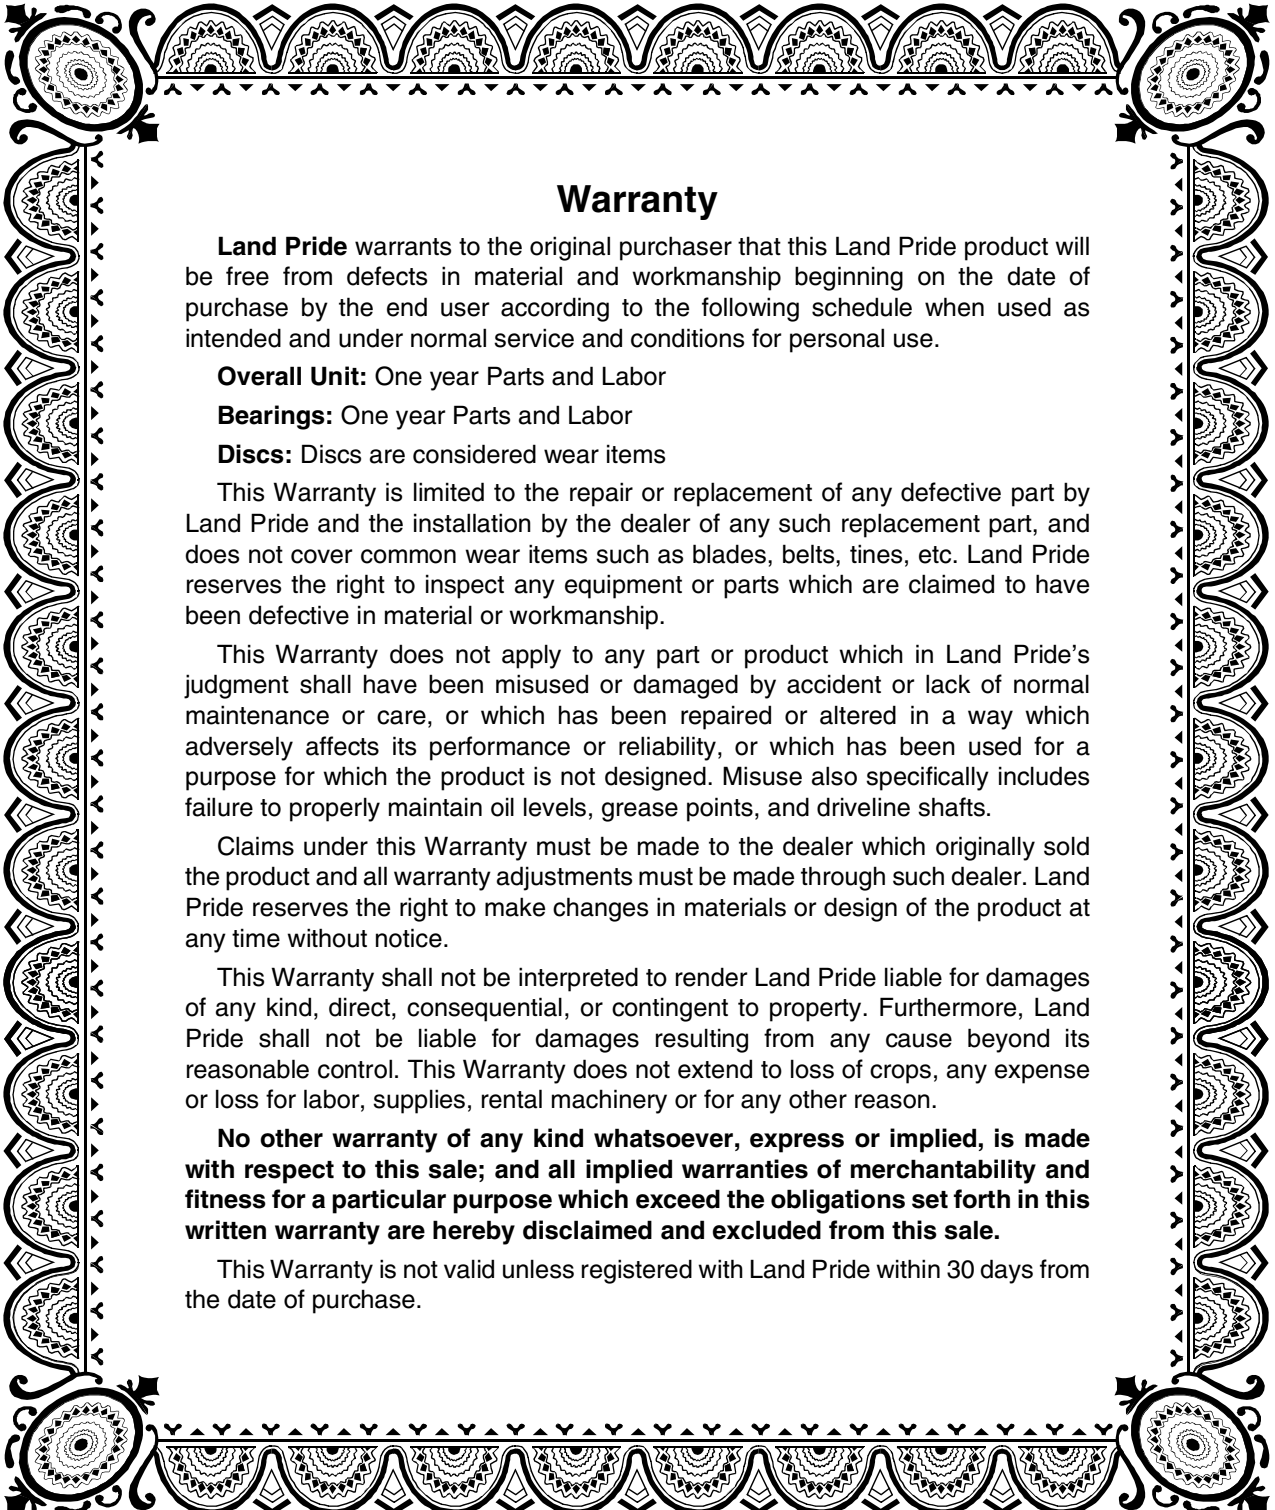 Warranty
Land Pride warrants to the original purchaser that this Land Pride product will
be free from defects in material and workmanship beginning on the date of
purchase by the end user according to the following schedule when used as
intended and under normal service and conditions for personal use.
Overall Unit: One year Parts and Labor
Bearings: One year Parts and Labor
Discs: Discs are considered wear items
This Warranty is limited to the repair or replacement of any defective part by
Land Pride and the installation by the dealer of any such replacement part, and
does not cover common wear items such as blades, belts, tines, etc. Land Pride
reserves the right to inspect any equipment or parts which are claimed to have
been defective in material or workmanship.
This Warranty does not apply to any part or product which in Land Pride’s
judgment shall have been misused or damaged by accident or lack of normal
maintenance or care, or which has been repaired or altered in a way which
adversely affects its performance or reliability, or which has been used for a
purpose for which the product is not designed. Misuse also specifically includes
failure to properly maintain oil levels, grease points, and driveline shafts.
Claims under this Warranty must be made to the dealer which originally sold
the product and all warranty adjustments must be made through such dealer. Land
Pride reserves the right to make changes in materials or design of the product at
any time without notice.
This Warranty shall not be interpreted to render Land Pride liable for damages
of any kind, direct, consequential, or contingent to property. Furthermore, Land
Pride shall not be liable for damages resulting from any cause beyond its
reasonable control. This Warranty does not extend to loss of crops, any expense
or loss for labor, supplies, rental machinery or for any other reason.
No other warranty of any kind whatsoever, express or implied, is made
with respect to this sale; and all implied warranties of merchantability and
fitness for a particular purpose which exceed the obligations set forth in this
written warranty are hereby disclaimed and excluded from this sale.
This Warranty is not valid unless registered with Land Pride within 30 days from
the date of purchase.